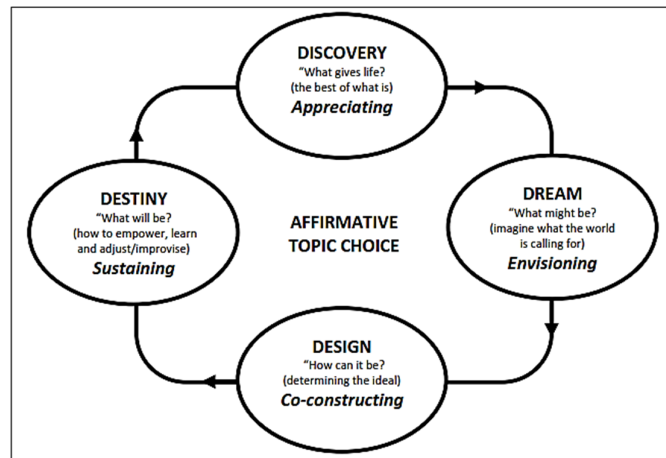 DISCOVERY
“What gives life?
(the best of what is)
Appreciating
DREAM
“What might be?
(imagine what the world
is calling for)
Envisioning
DESIGN
“How can it be?
(determining the ideal)
Co-constructing
DESTINY
“What will be?
(how to empower, learn
and adjust/improvise)
Sustaining
AFFIRMATIVE
TOPIC CHOICE